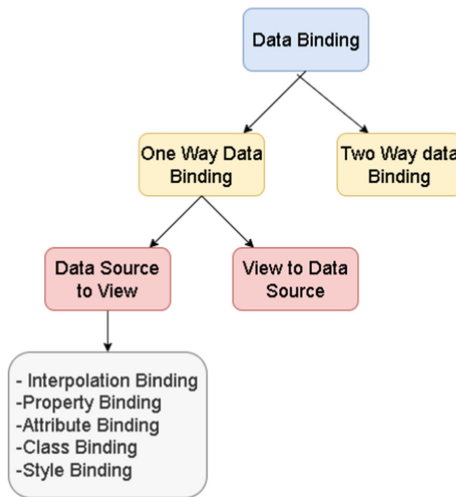 Data Binding
One Way Data
Binding
Two Way data
Binding
Data Source
to View
View to Data
Source
- Interpolation Binding
-Property Binding
-Attribute Binding
-Class Binding
-Style Binding